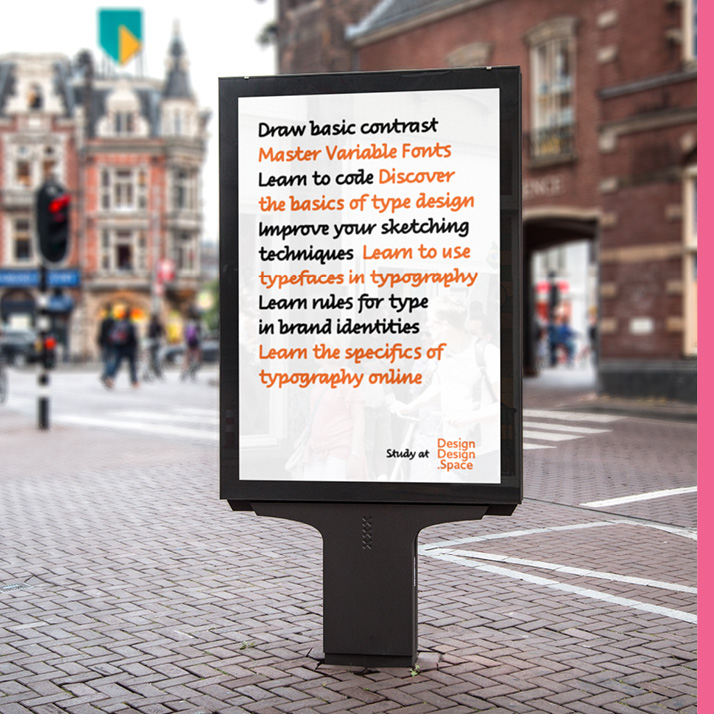 Draw basic contrast
Master Variable Fonts
Learn to code Discover
the basics of type design
Improve your sketching
techniques Learn to use
typefaces in typography
Learn rules for type
in brand identities
Learn the specifics of
typography online
Study at
Design
Design
.Space